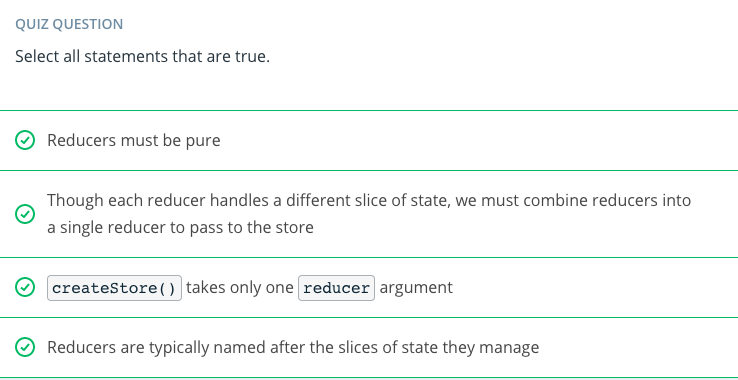 QUIZ QUESTION
Select all statements that are true.
Reducers must be pure
Though each reducer handles a different slice of state, we must combine reducers into
a single reducer to pass to the store
createStore() takes only one reducer argument
Reducers are typically named after the slices of state they manage